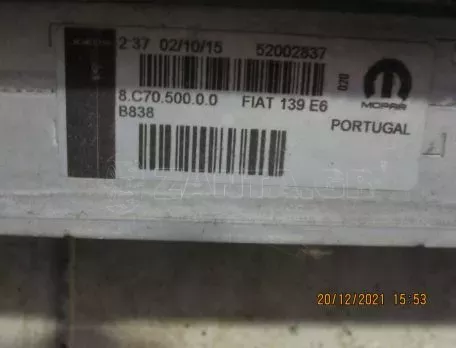 2:37 02/10/15 52002837
8.C70.500.0.0 FIAT 139 E6
B838
070
MOPAR
PORTUGAL
20/12/2021 15:53